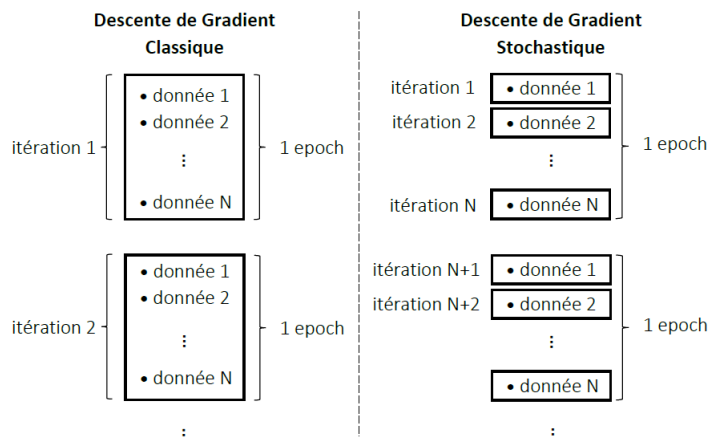 Descente de Gradient
Classique
itération 1
• donnée 1
• donnée 2
⋮
• donnée N
1 epoch
itération 2
• donnée 1
• donnée 2
⋮
• donnée N
1 epoch
⋮
Descente de Gradient
Stochastique
itération 1
• donnée 1
itération 2
• donnée 2
⋮
itération N
• donnée N
1 epoch
itération N+1
• donnée 1
itération N+2
• donnée 2
⋮
• donnée N
1 epoch
⋮